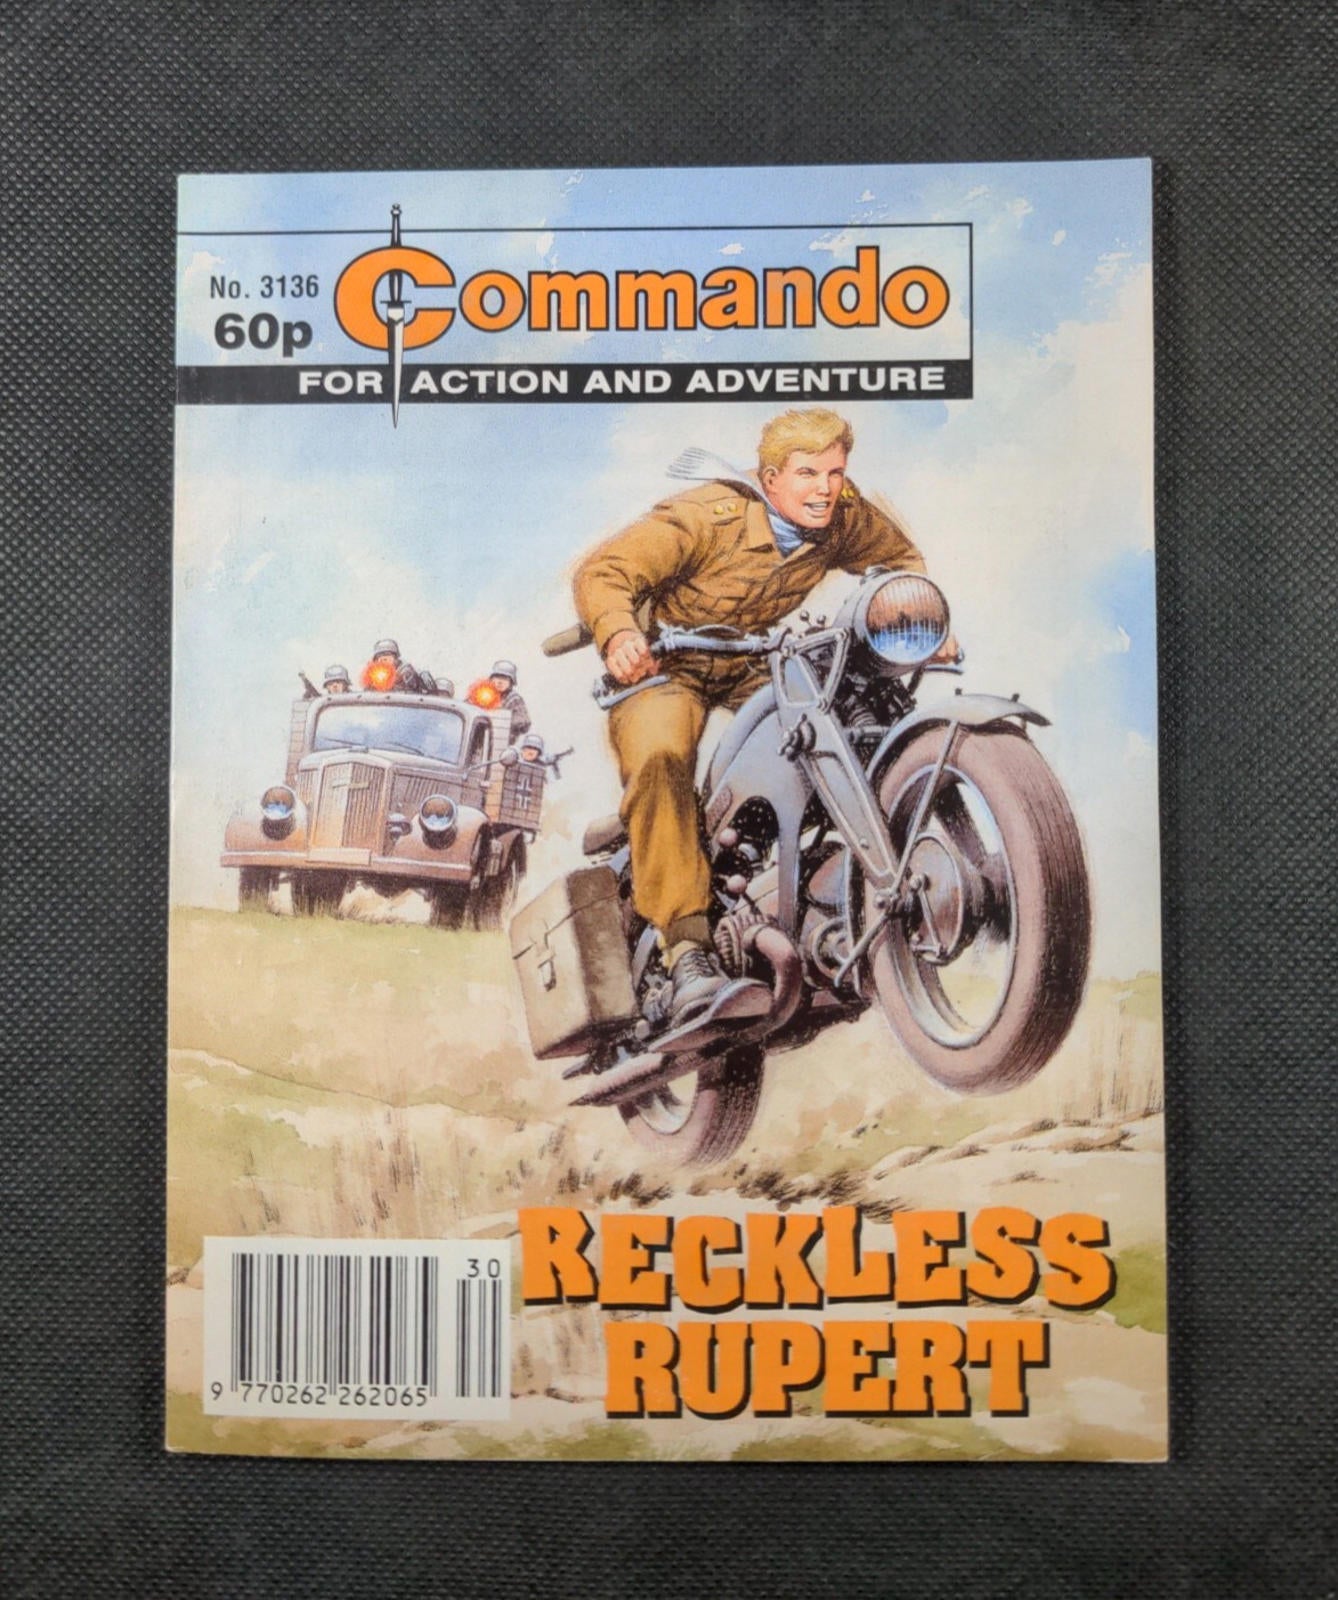 No. 3136
60p
Commando
FOR ACTION AND ADVENTURE
RECKLESS
RUPERT
30
9 770262 262065